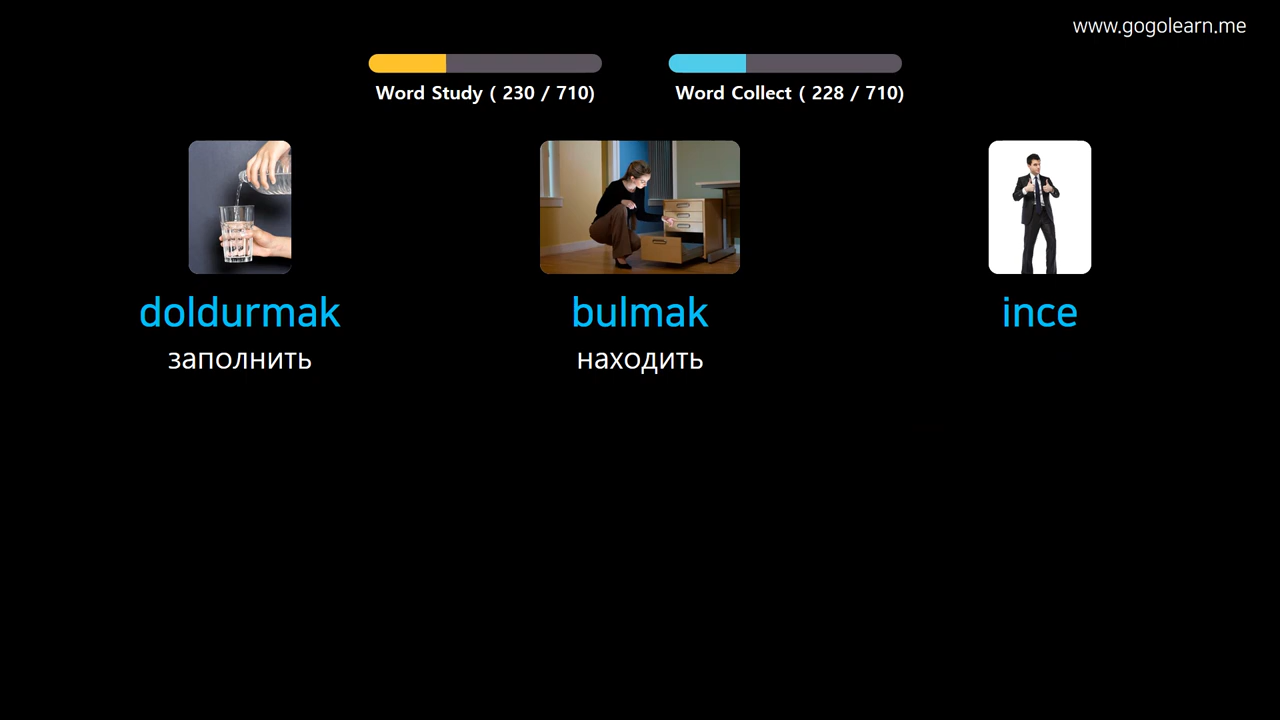 www.gogolearn.me
Word Study ( 230 / 710)
Word Collect ( 228 / 710)
doldurmak
заполнить
bulmak
находить
ince